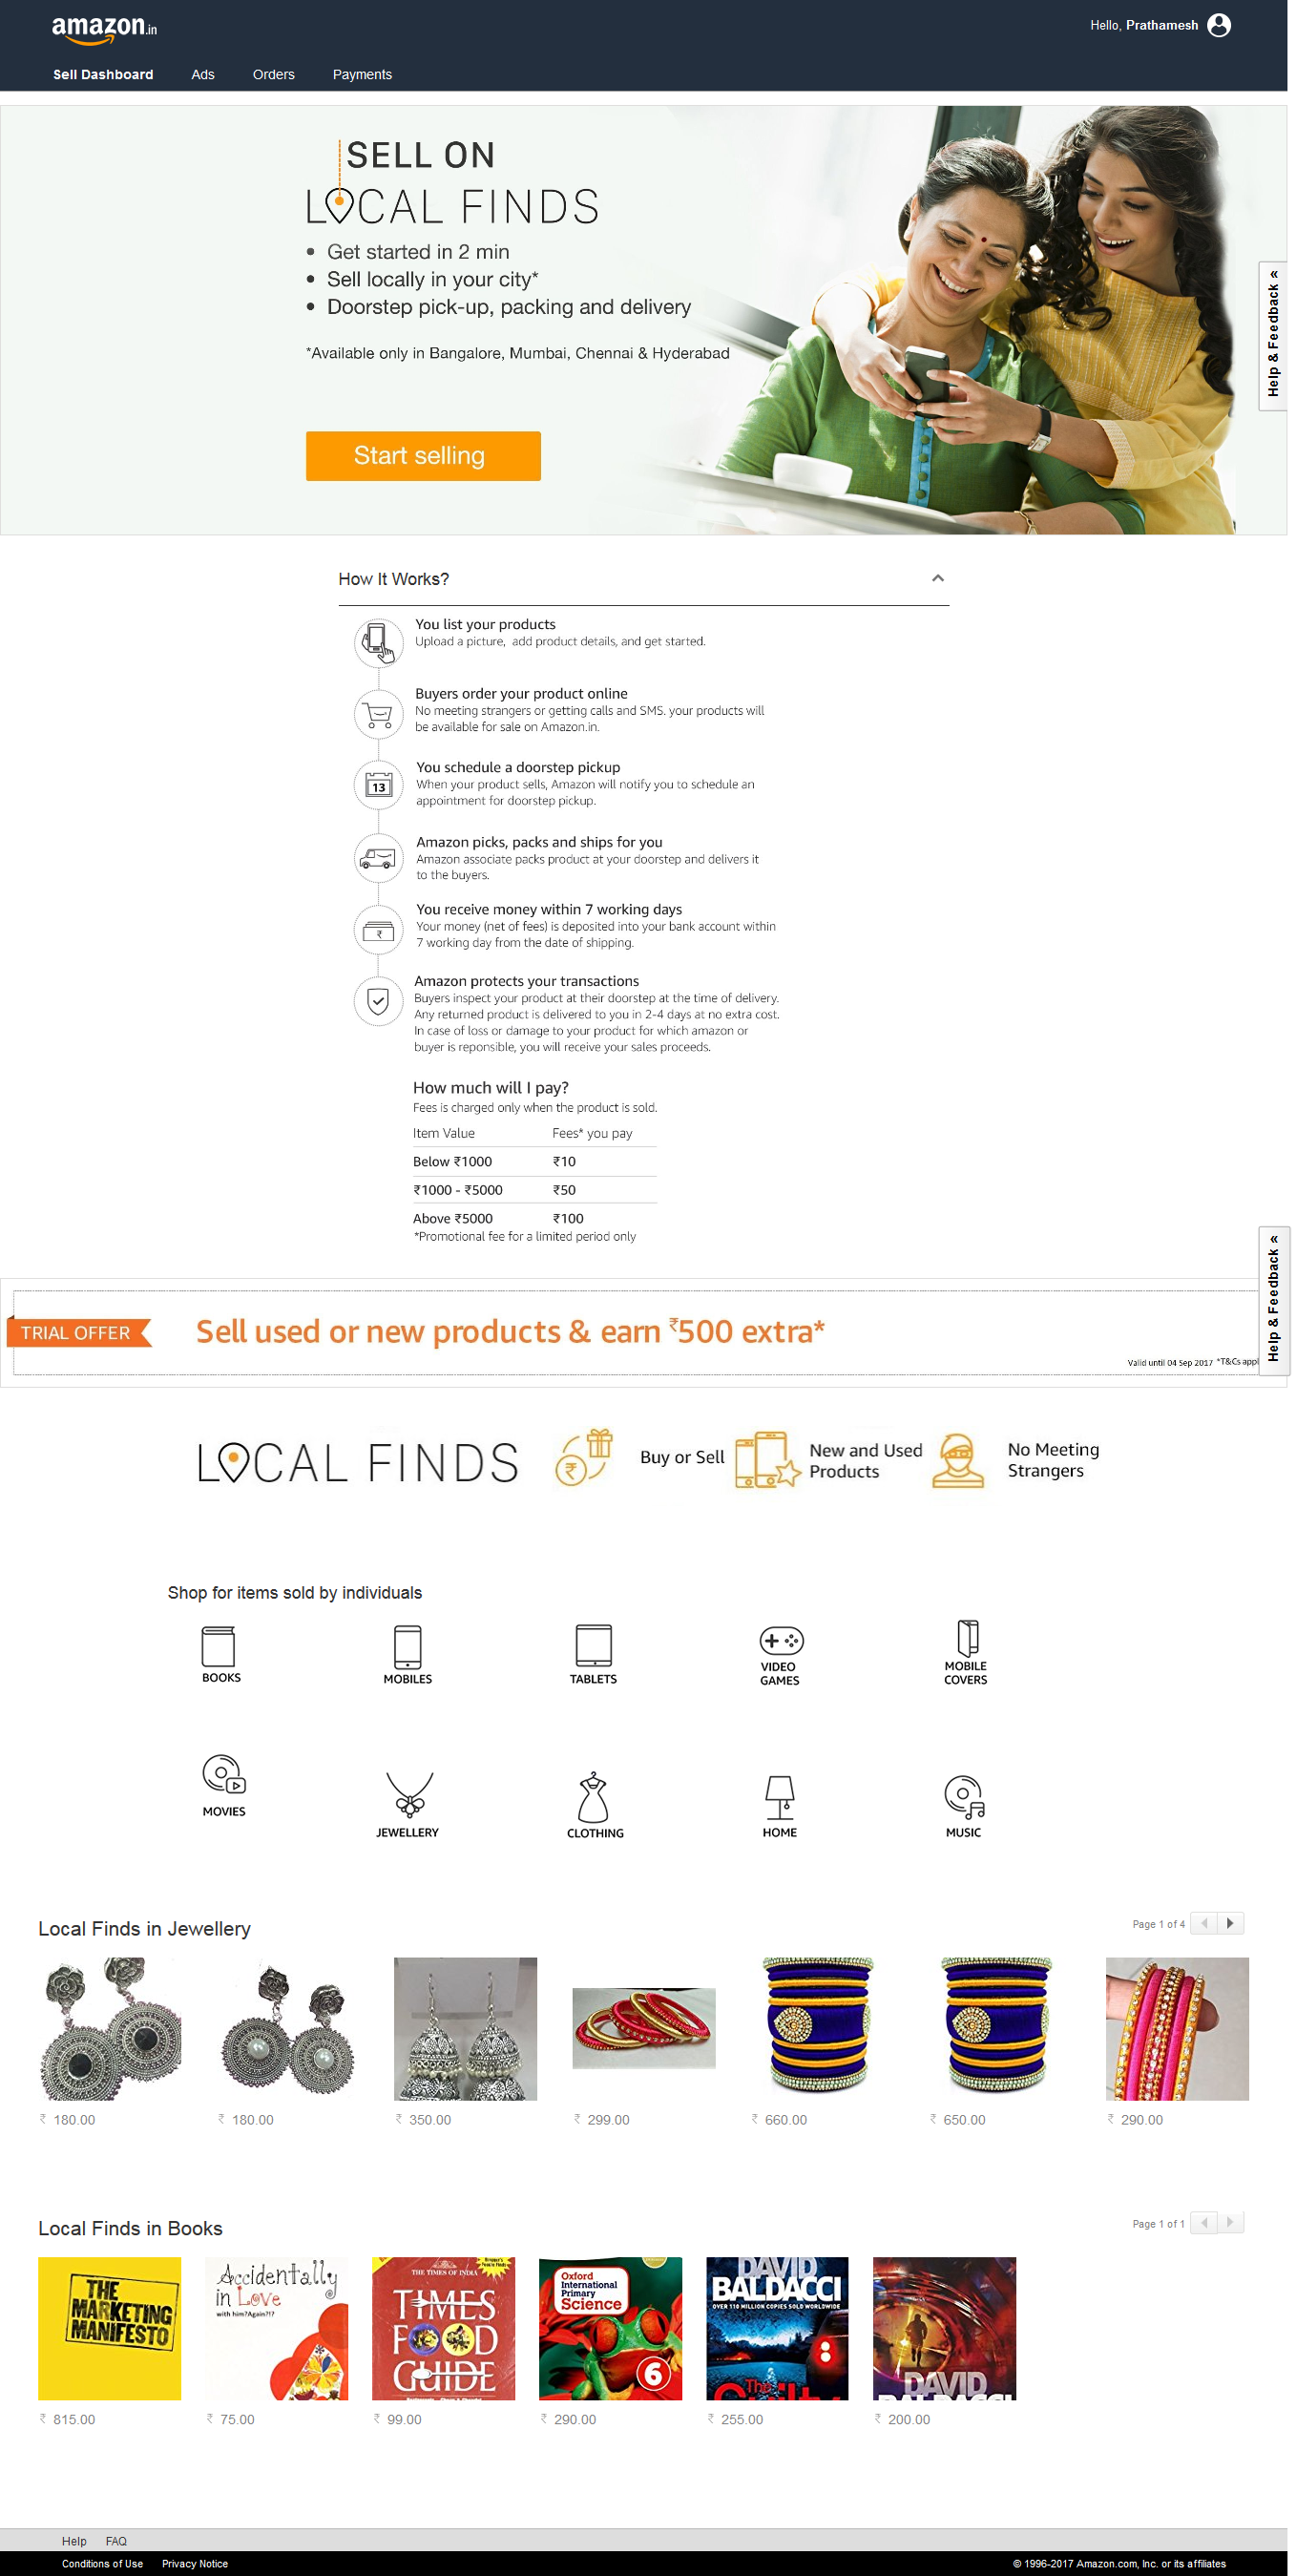 amazon.in
Hello, Prathamesh
Sell Dashboard Ads Orders Payments
SELL ON
LOCAL FINDS
• Get started in 2 min
• Sell locally in your city*
• Doorstep pick-up, packing and delivery
*Available only in Bangalore, Mumbai, Chennai & Hyderabad
Help & Feedback «
Start selling
How It Works?
You list your products
Upload a picture, add product details, and get started.
Buyers order your product online
No meeting strangers or getting calls and SMS. your products will
be available for sale on Amazon.in.
13
You schedule a doorstep pickup
When your product sells, Amazon will notify you to schedule an
appointment for doorstep pickup.
Amazon picks, packs and ships for you
Amazon associate packs product at your doorstep and delivers it
to the buyers.
₹
You receive money within 7 working days
Your money (net of fees) is deposited into your bank account within
7 working day from the date of shipping.
Amazon protects your transactions
Buyers inspect your product at their doorstep at the time of delivery.
Any returned product is delivered to you in 2-4 days at no extra cost.
In case of loss or damage to your product for which amazon or
buyer is reponsible, you will receive your sales proceeds.
How much will I pay?
Fees is charged only when the product is sold.
Item Value Fees* you pay
Below ₹1000 ₹10
₹1000 - ₹5000 ₹50
Above ₹5000 ₹100
*Promotional fee for a limited period only
Help & Feedback «
TRIAL OFFER
Sell used or new products & earn ₹500 extra*
Valid until 04 Sep 2017 *T&Cs appl
LOCAL FINDS
₹
Buy or Sell
New and Used
Products
No Meeting
Strangers
Shop for items sold by individuals
BOOKS
MOBILES
TABLETS
VIDEO
GAMES
MOBILE
COVERS
MOVIES
JEWELLERY
CLOTHING
HOME
MUSIC
Local Finds in Jewellery
Page 1 of 4
₹ 180.00
₹ 180.00
₹ 350.00
₹ 299.00
₹ 660.00
₹ 650.00
₹ 290.00
Local Finds in Books
Page 1 of 1
THE
MARKETING
MANIFESTO
Accidentally
in Love
with him?Again?!?
THE TIMES OF INDIA
TIMES
FOOD
GUIDE
Oxford
International
Primary
Science
6
DAVID
BALDACCI
OVER 110 MILLION COPIES SOLD WORLDWIDE
The
Guilty
DAVID
BALDACCI
₹ 815.00
₹ 75.00
₹ 99.00
₹ 290.00
₹ 255.00
₹ 200.00
Help FAQ
Conditions of Use Privacy Notice
© 1996-2017 Amazon.com, Inc. or its affiliates